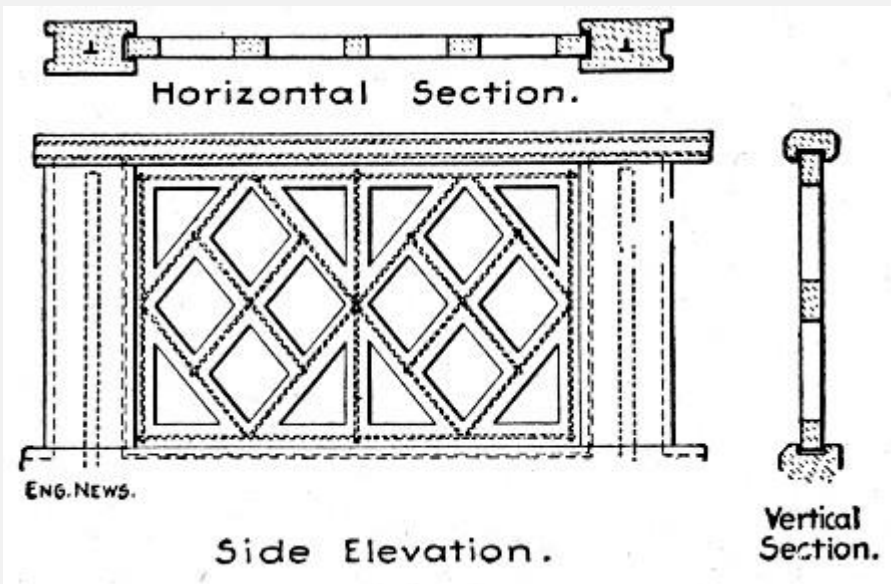 Horizontal Section.
ENG. NEWS.
Side Elevation.
Vertical
Section.